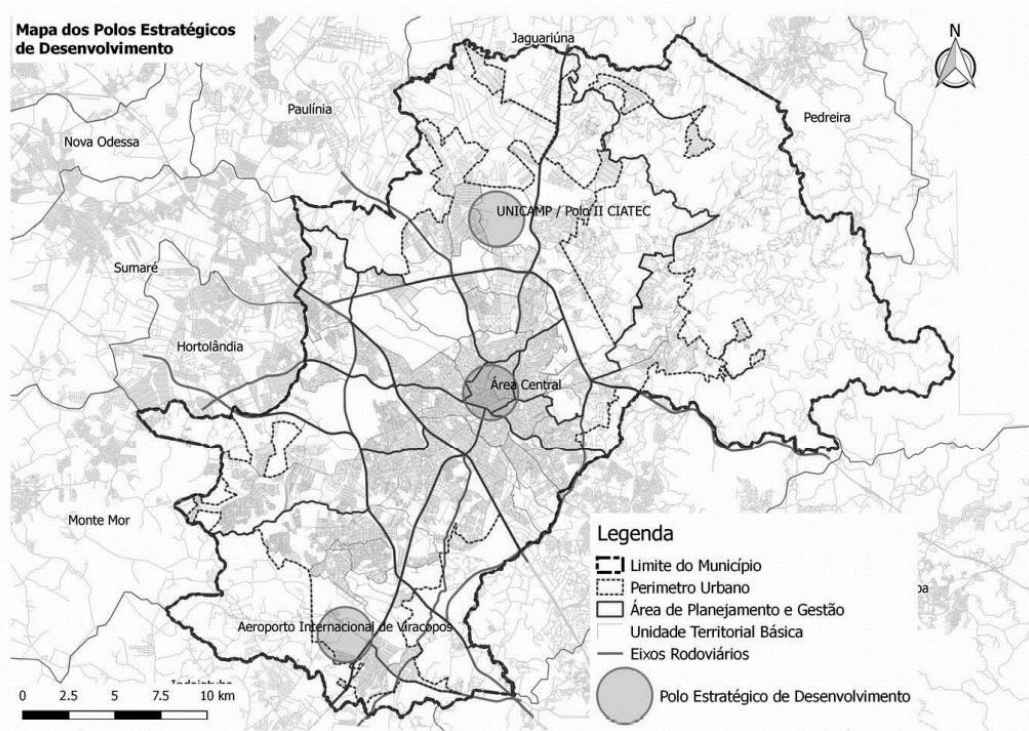 Mapa dos Polos Estratégicos
de Desenvolvimento
N
Jaguariúna
Paulínia
Pedreira
Nova Odessa
UNICAMP / Polo II CIATEC
Sumaré
Hortolândia
Área Central
Monte Mor
Aeroporto Internacional de Viracopos
Legenda
Limite do Município
Perimetro Urbano
Área de Planejamento e Gestão
Unidade Territorial Básica
Eixos Rodoviários
Polo Estratégico de Desenvolvimento
0 2.5 5 7.5 10 km